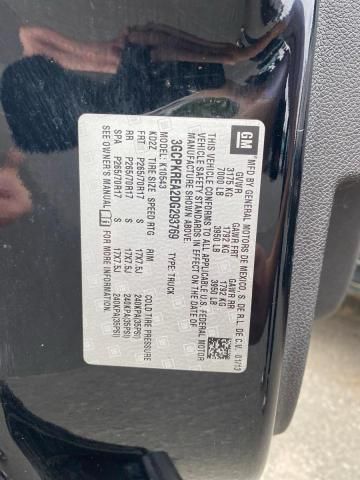 GM
MFD BY GENERAL MOTORS DE MEXICO, S. DE R.L. DE C.V. 01/13
GVWR GAWR FRT GAWR RR
3175 KG 1792 KG 1792 KG
7000 LB 3950 LB 3950 LB
THIS VEHICLE CONFORMS TO ALL APPLICABLE U.S. FEDERAL MOTOR
VEHICLE SAFETY STANDARDS IN EFFECT ON THE DATE OF
MANUFACTURE SHOWN ABOVE.
3GCPKREA2DG293769 TYPE: TRUCK
MODEL: K10543
KDZZ TIRE SIZE SPEED RTG RIM COLD TIRE PRESSURE
FRT P265/70R17 S 17X7.5J 240KPA(35PSI)
RR P265/70R17 S 17X7.5J 240KPA(35PSI)
SPA P265/70R17 S 17X7.5J 240KPA(35PSI)
SEE OWNER MANUAL FOR MORE INFORMATION